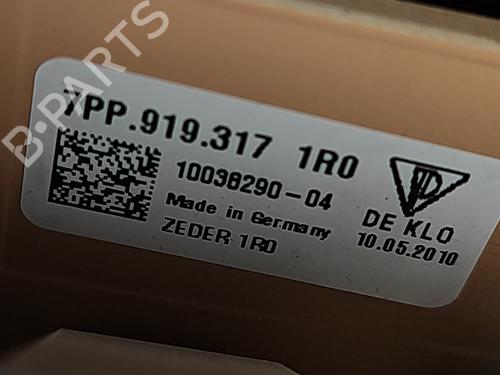 B-PARTS
7PP.919.317 1R0
10038290-04
Made in Germany
ZEDER 1R0
DE KLO
10.05.2010